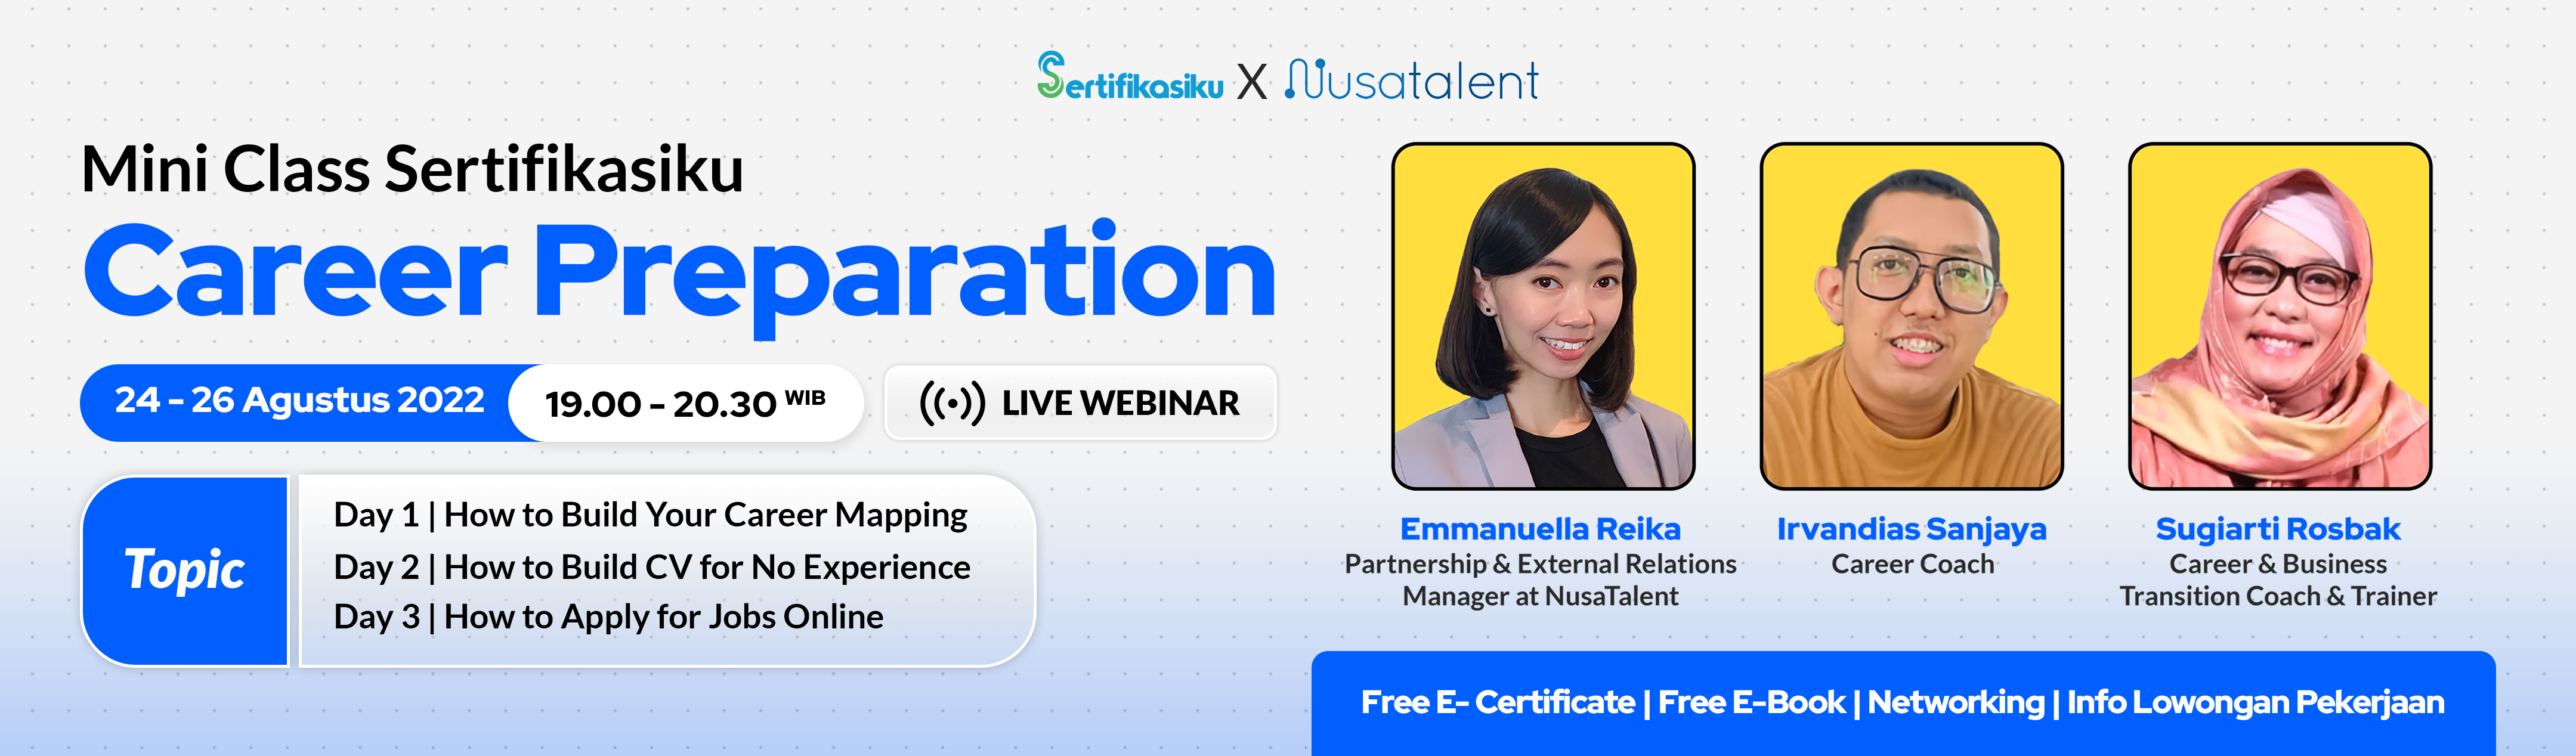 Sertifikasiku X Nusatalent
Mini Class Sertifikasiku
Career Preparation
24 - 26 Agustus 2022
19.00 - 20.30 WIB
LIVE WEBINAR
Topic
Day 1 | How to Build Your Career Mapping
Day 2 | How to Build CV for No Experience
Day 3 | How to Apply for Jobs Online
Emmanuella Reika
Partnership & External Relations
Manager at NusaTalent
Irvandias Sanjaya
Career Coach
Sugiarti Rosbak
Career & Business
Transition Coach & Trainer
Free E- Certificate | Free E-Book | Networking | Info Lowongan Pekerjaan